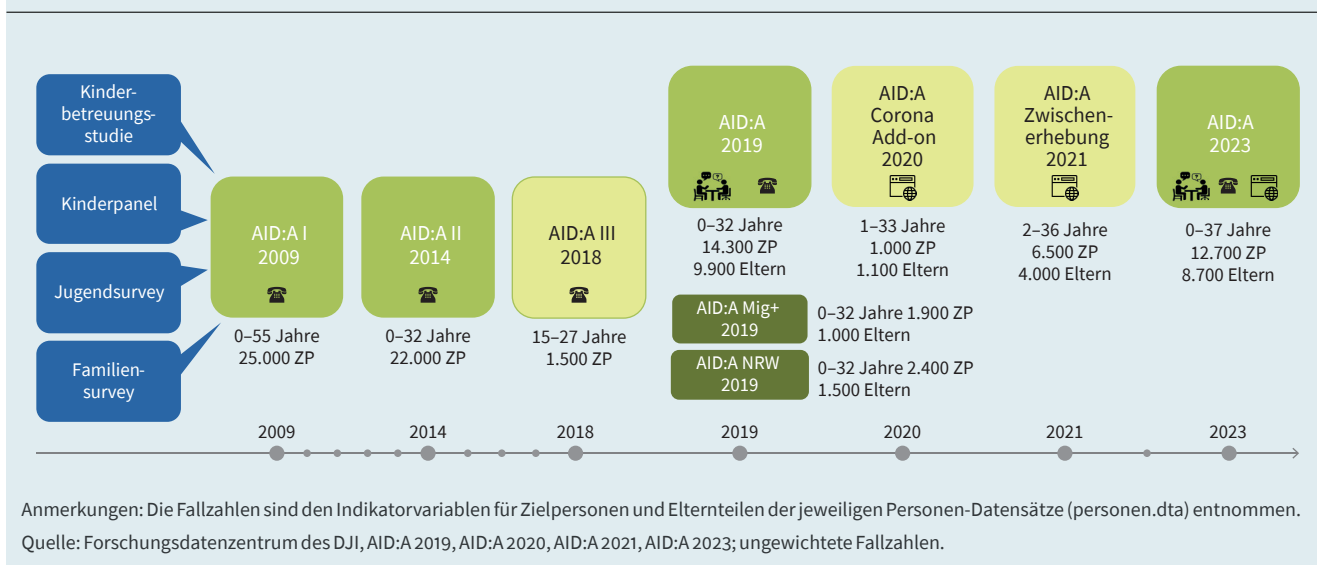 Kinder-
betreuungs-
studie
Kinderpanel
Jugendsurvey
Familien-
survey
AID:A I
2009
0–55 Jahre
25.000 ZP
AID:A II
2014
0–32 Jahre
22.000 ZP
AID:A III
2018
15–27 Jahre
1.500 ZP
AID:A
2019
0–32 Jahre
14.300 ZP
9.900 Eltern
AID:A Mig+
2019
0–32 Jahre 1.900 ZP
1.000 Eltern
AID:A NRW
2019
0–32 Jahre 2.400 ZP
1.500 Eltern
AID:A
Corona
Add-on
2020
1–33 Jahre
1.000 ZP
1.100 Eltern
AID:A
Zwischen-
erhebung
2021
2–36 Jahre
6.500 ZP
4.000 Eltern
AID:A
2023
0–37 Jahre
12.700 ZP
8.700 Eltern
2009
2014
2018
2019
2020
2021
2023
Anmerkungen: Die Fallzahlen sind den Indikatorvariablen für Zielpersonen und Elternteilen der jeweiligen Personen-Datensätze (personen.dta) entnommen.
Quelle: Forschungsdatenzentrum des DJI, AID:A 2019, AID:A 2020, AID:A 2021, AID:A 2023; ungewichtete Fallzahlen.